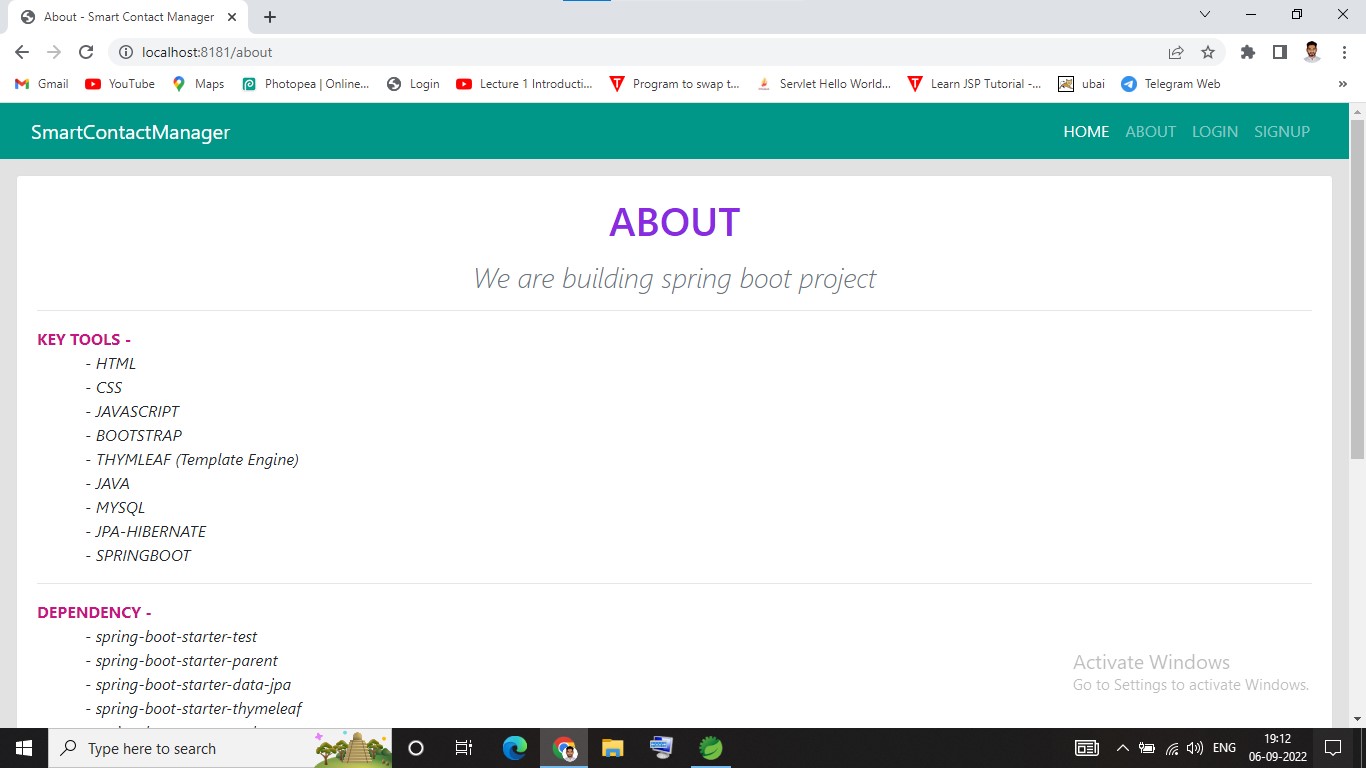 About - Smart Contact Manager
localhost:8181/about
Gmail YouTube Maps Photopea | Online... Login Lecture 1 Introducti... Program to swap t... Servlet Hello World... Learn JSP Tutorial -... ubai Telegram Web
SmartContactManager HOME ABOUT LOGIN SIGNUP
ABOUT
We are building spring boot project
KEY TOOLS -
- HTML
- CSS
- JAVASCRIPT
- BOOTSTRAP
- THYMLEAF (Template Engine)
- JAVA
- MYSQL
- JPA-HIBERNATE
- SPRINGBOOT
DEPENDENCY -
- spring-boot-starter-test
- spring-boot-starter-parent
- spring-boot-starter-data-jpa
- spring-boot-starter-thymeleaf
Activate Windows
Go to Settings to activate Windows.
Type here to search
ENG
19:12
06-09-2022